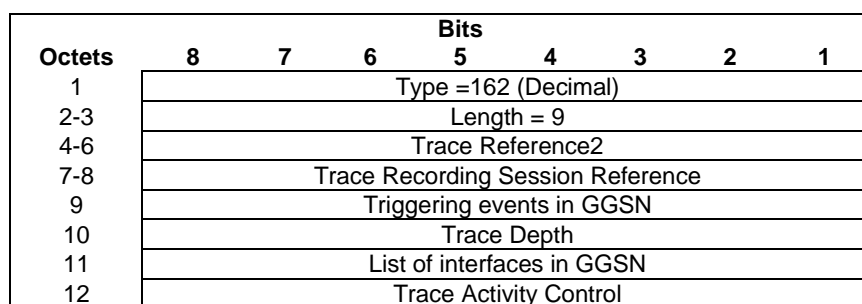 Bits
Octets 8 7 6 5 4 3 2 1
1 Type =162 (Decimal)
2-3 Length = 9
4-6 Trace Reference2
7-8 Trace Recording Session Reference
9 Triggering events in GGSN
10 Trace Depth
11 List of interfaces in GGSN
12 Trace Activity Control